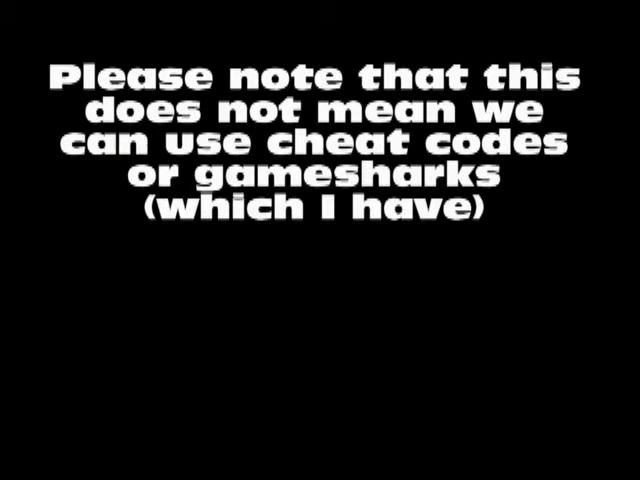 Please note that this
does not mean we
can use cheat codes
or gamesharks
(which I have)